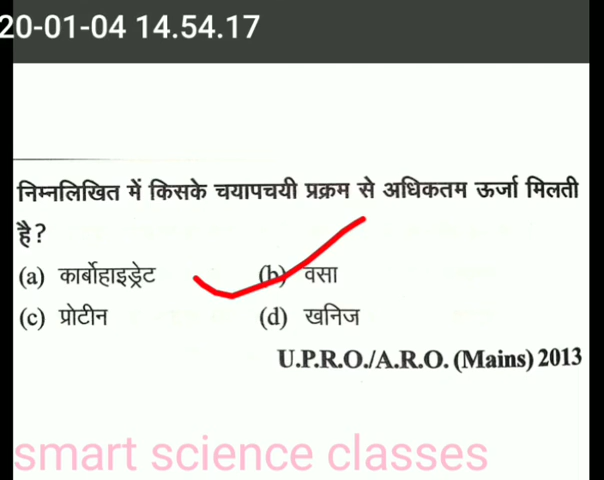 20-01-04 14.54.17
निम्नलिखित में किसके चयापचयी प्रक्रम से अधिकतम ऊर्जा मिलती
है?
(a) कार्बोहाइड्रेट (b) वसा
(c) प्रोटीन (d) खनिज
U.P.R.O./A.R.O. (Mains) 2013
smart science classes